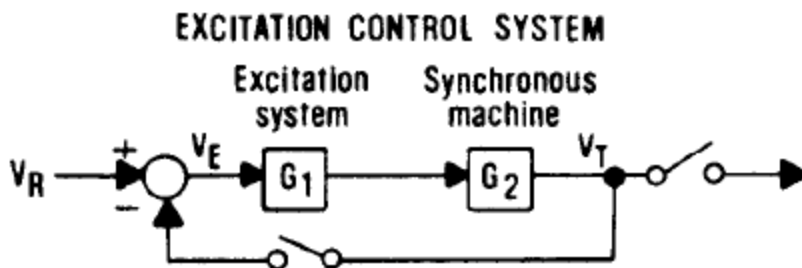 EXCITATION CONTROL SYSTEM
Excitation system
Synchronous machine
+
V_R
V_E
G_1
G_2
V_T
−